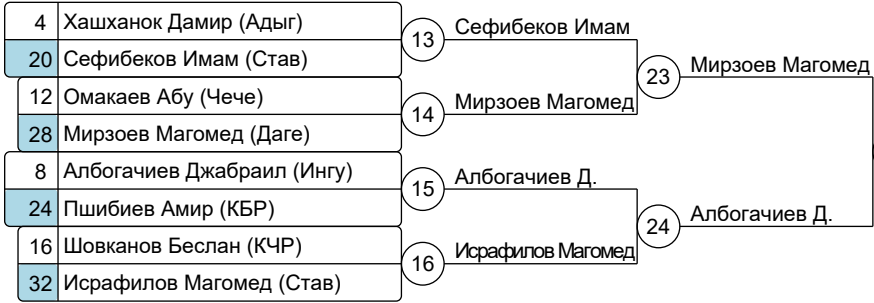 4 Хашханок Дамир (Адыг)
20 Сефибеков Имам (Став)
13 Сефибеков Имам
12 Омакаев Абу (Чече)
28 Мирзоев Магомед (Даге)
14 Мирзоев Магомед
23 Мирзоев Магомед
8 Албогачиев Джабраил (Ингу)
24 Пшибиев Амир (КБР)
15 Албогачиев Д.
16 Шовканов Беслан (КЧР)
32 Исрафилов Магомед (Став)
16 Исрафилов Магомед
24 Албогачиев Д.